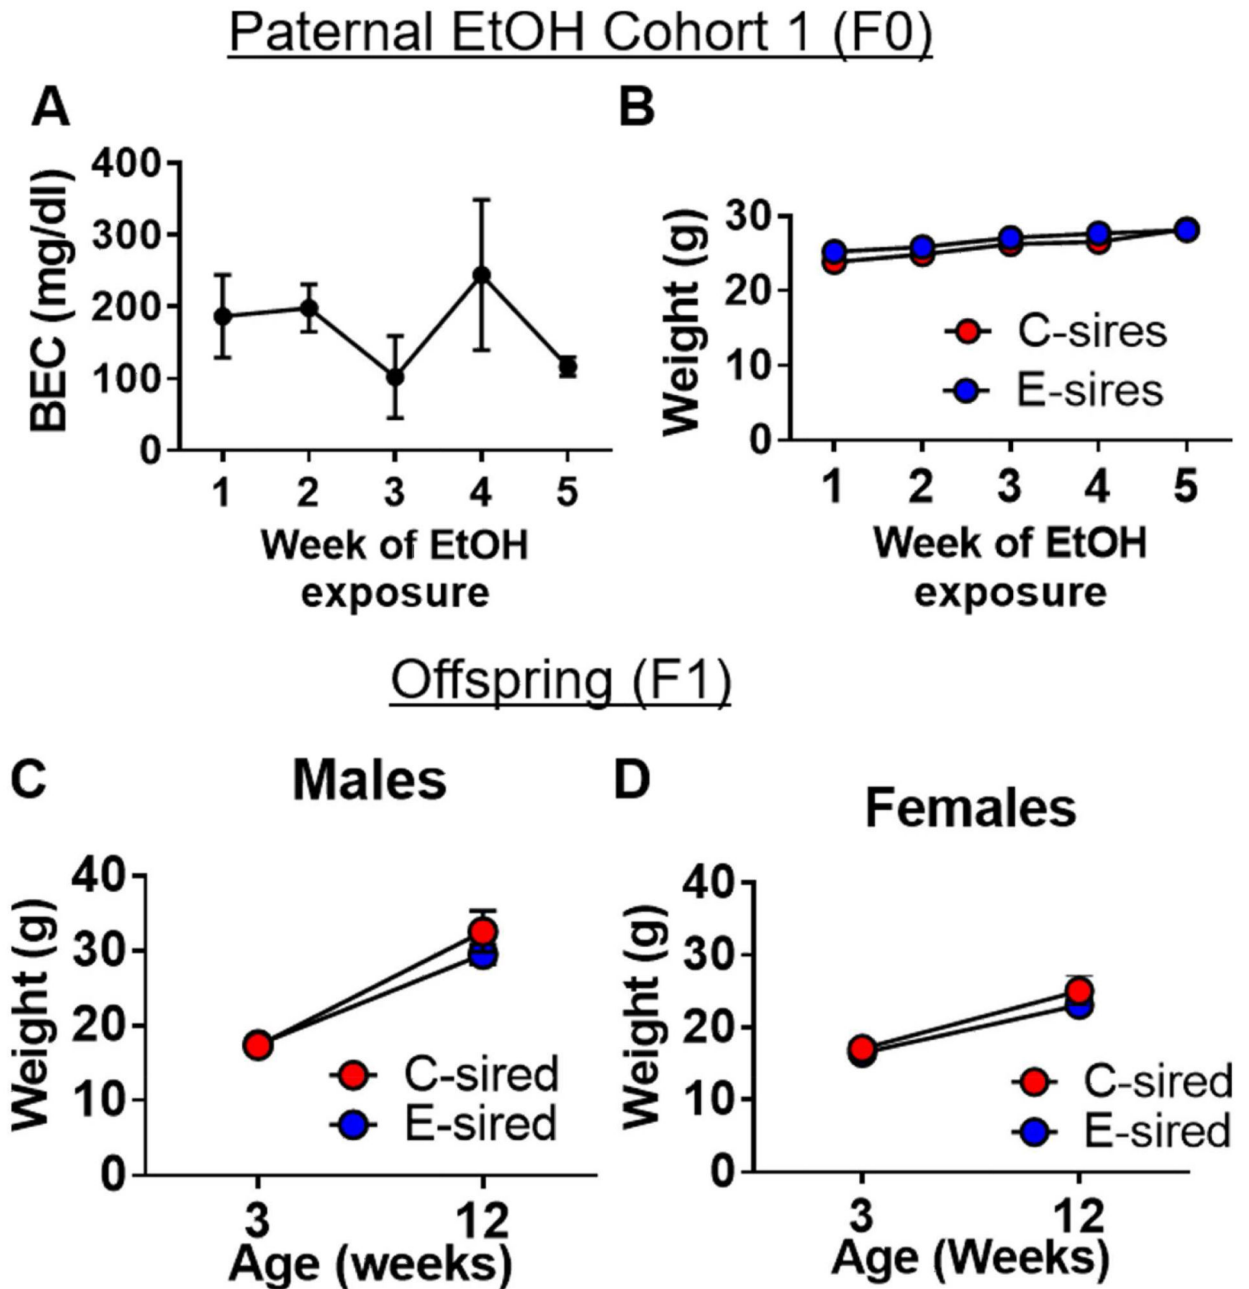 Paternal EtOH Cohort 1 (F0)
A
BEC (mg/dl)
400
300
200
100
0
1 2 3 4 5
Week of EtOH
exposure
B
Weight (g)
30
20
10
0
C-sires
E-sires
1 2 3 4 5
Week of EtOH
exposure
Offspring (F1)
C
Males
Weight (g)
40
30
20
10
0
C-sired
E-sired
3 12
Age (weeks)
D
Females
Weight (g)
40
30
20
10
0
C-sired
E-sired
3 12
Age (Weeks)